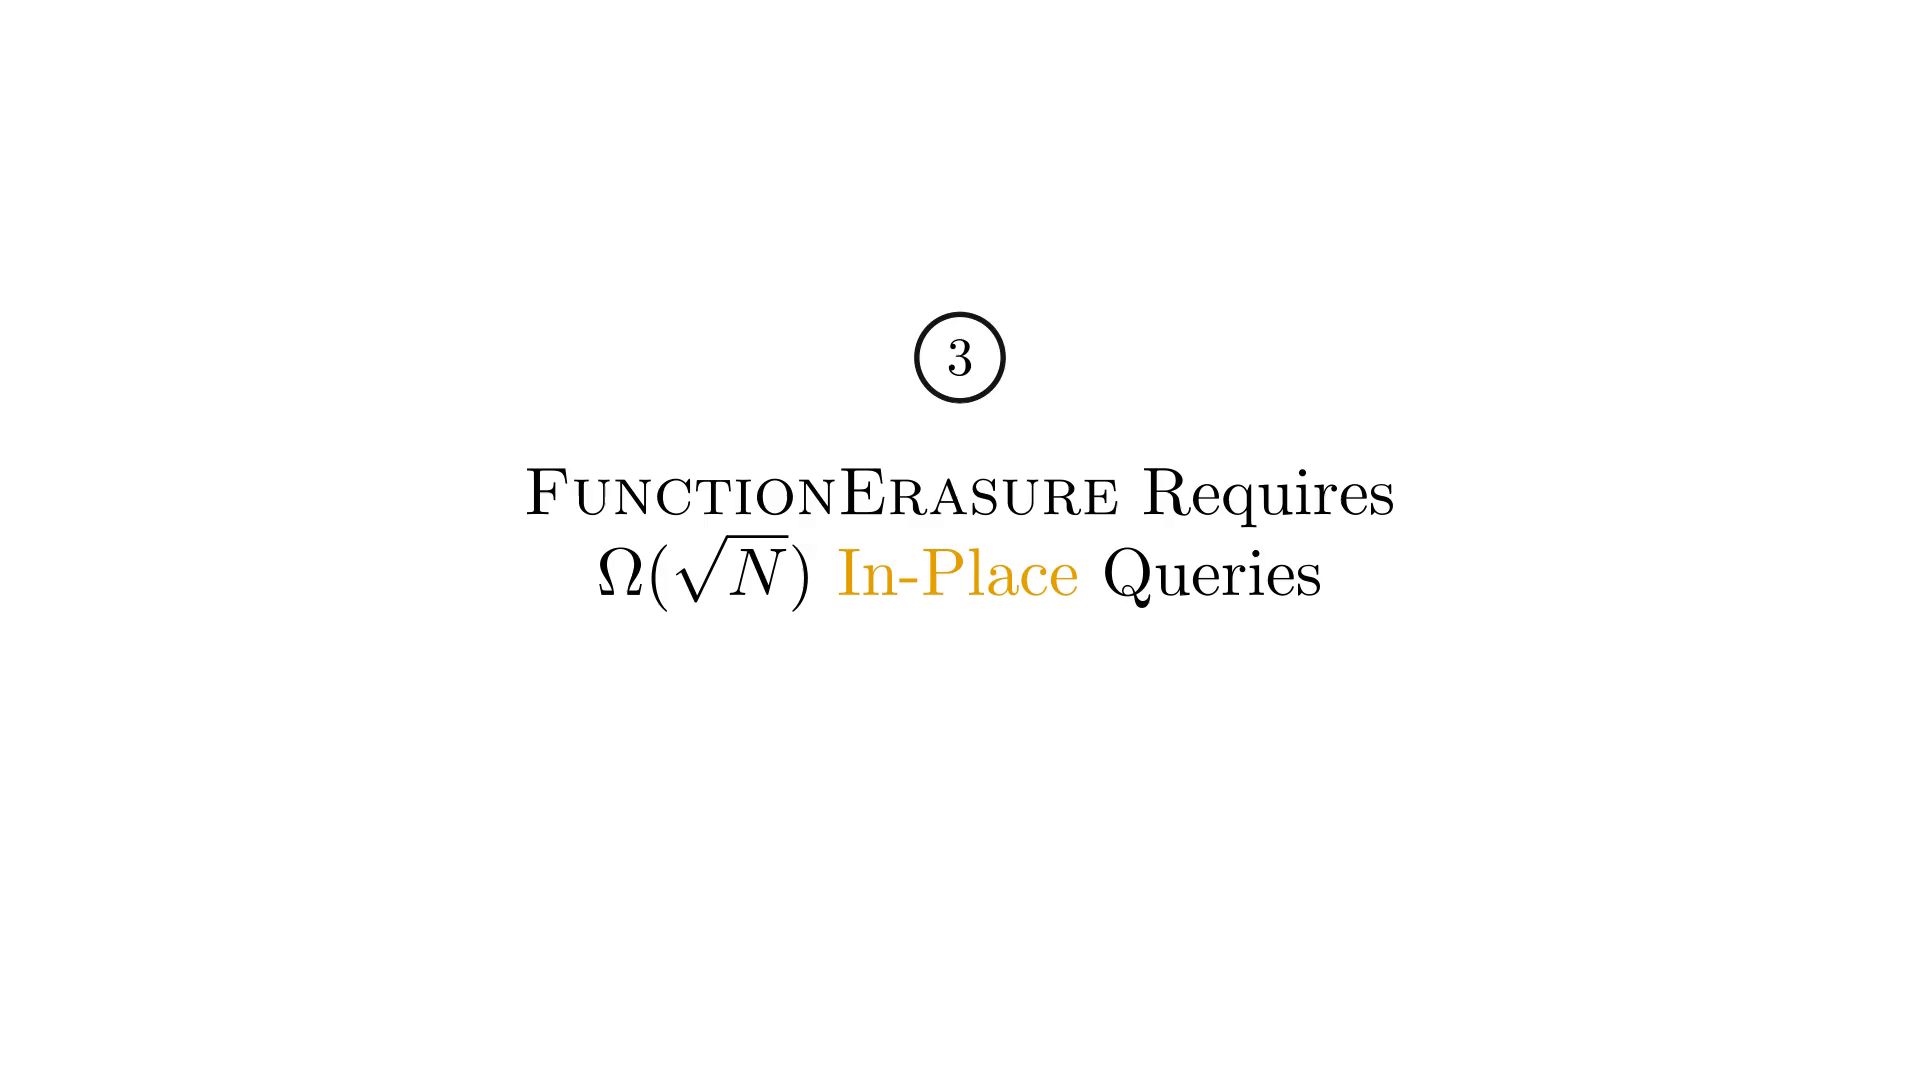 3
FUNCTIONERASURE Requires
Ω(√N) In-Place Queries